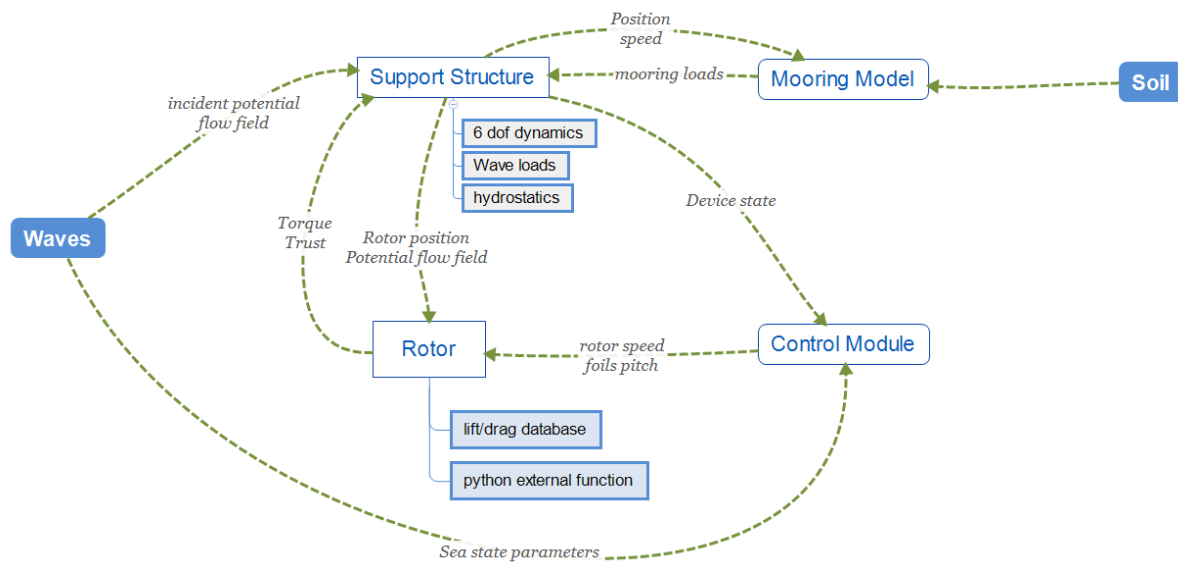 Position
speed
Support Structure
mooring loads
Mooring Model
Soil
incident potential
flow field
6 dof dynamics
Wave loads
hydrostatics
Device state
Waves
Torque
Trust
Rotor position
Potential flow field
Rotor
rotor speed
foils pitch
Control Module
lift/drag database
python external function
Sea state parameters